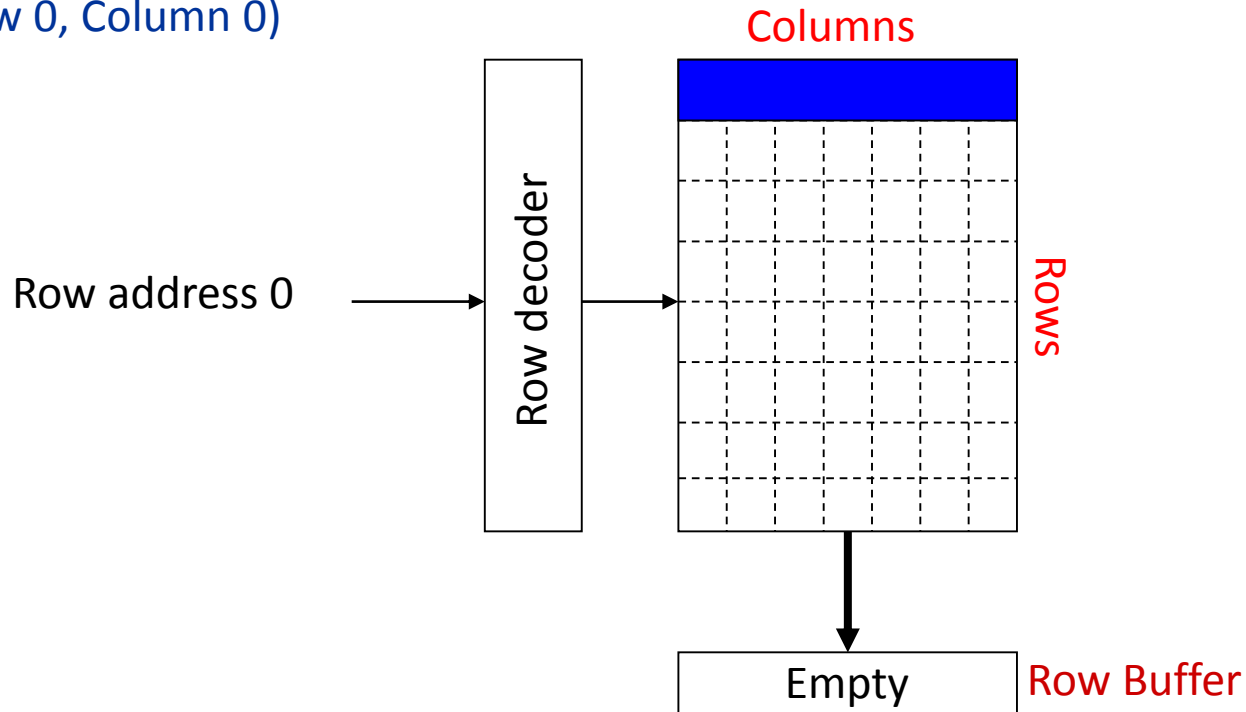 w 0, Column 0)
Columns
Row decoder
Rows
Row address 0
Empty
Row Buffer